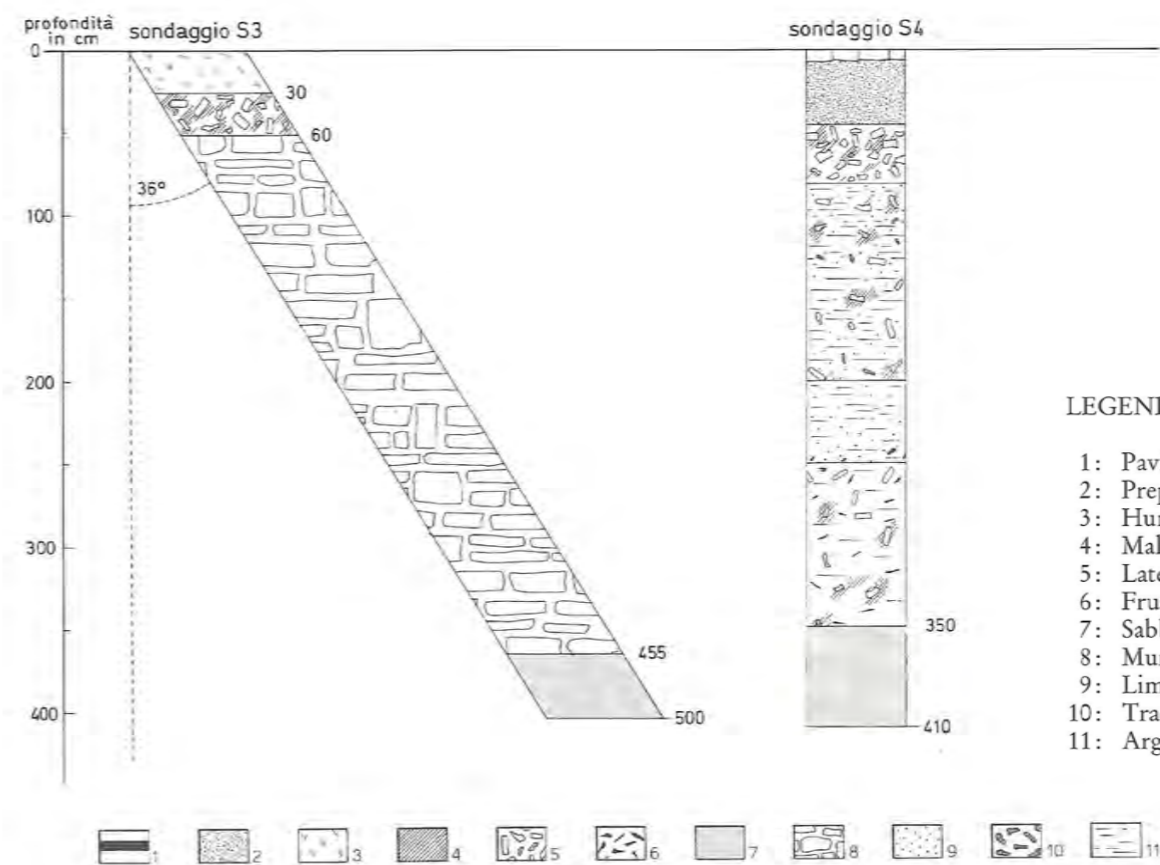 profondità
in cm
sondaggio S3
sondaggio S4
0
30
60
36°
100
200
300
350
400
410
455
500
LEGEN
1: Pav
2: Prep
3: Hu
4: Mal
5: Late
6: Fru
7: Sabl
8: Mu
9: Lim
10: Tra
11: Arg
1 2 3 4 5 6 7 8 9 10 11